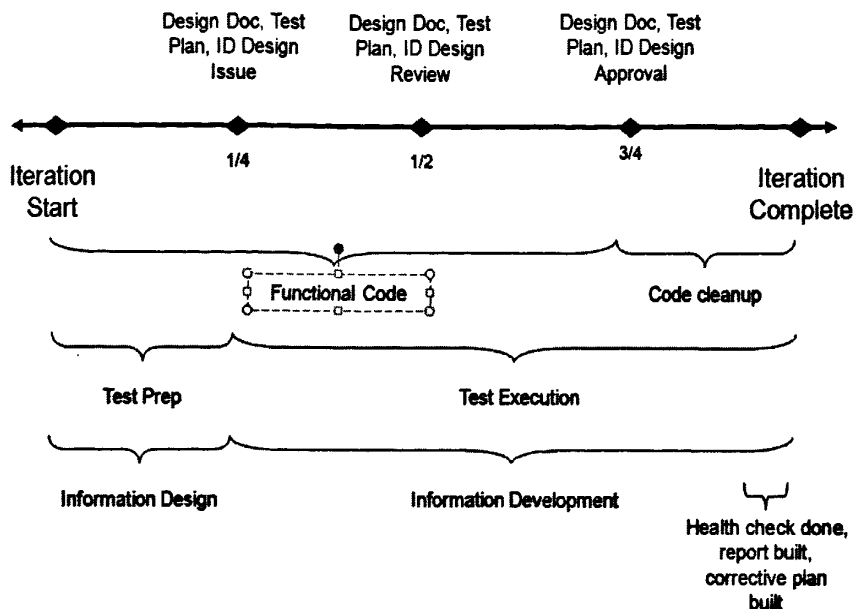 Design Doc, Test
Plan, ID Design
Issue
Design Doc, Test
Plan, ID Design
Review
Design Doc, Test
Plan, ID Design
Approval
1/4
1/2
3/4
Iteration
Start
Iteration
Complete
Functional Code
Code cleanup
Test Prep
Test Execution
Information Design
Information Development
Health check done,
report built,
corrective plan
built